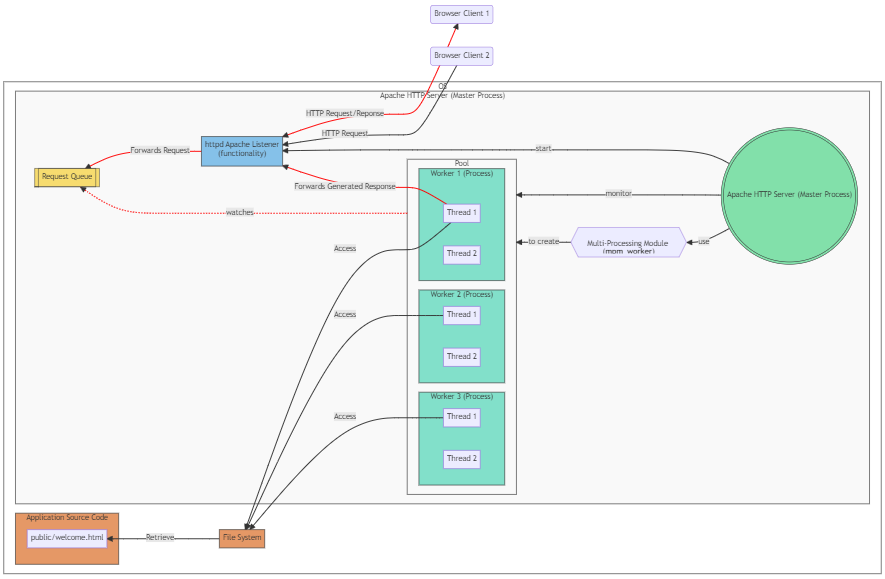 Browser Client 1
Browser Client 2
OS
Apache HTTP Server (Master Process)
HTTP Request/Reponse
HTTP Request
httpd Apache Listener
(functionality)
start
Forwards Request
Request Queue
Pool
Worker 1 (Process)
Forwards Generated Response
monitor
Apache HTTP Server (Master Process)
watches
Thread 1
Access
Thread 2
to create
Multi-Processing Module
(mpm_worker)
use
Worker 2 (Process)
Access
Thread 1
Thread 2
Worker 3 (Process)
Access
Thread 1
Thread 2
Application Source Code
public/welcome.html
Retrieve
File System